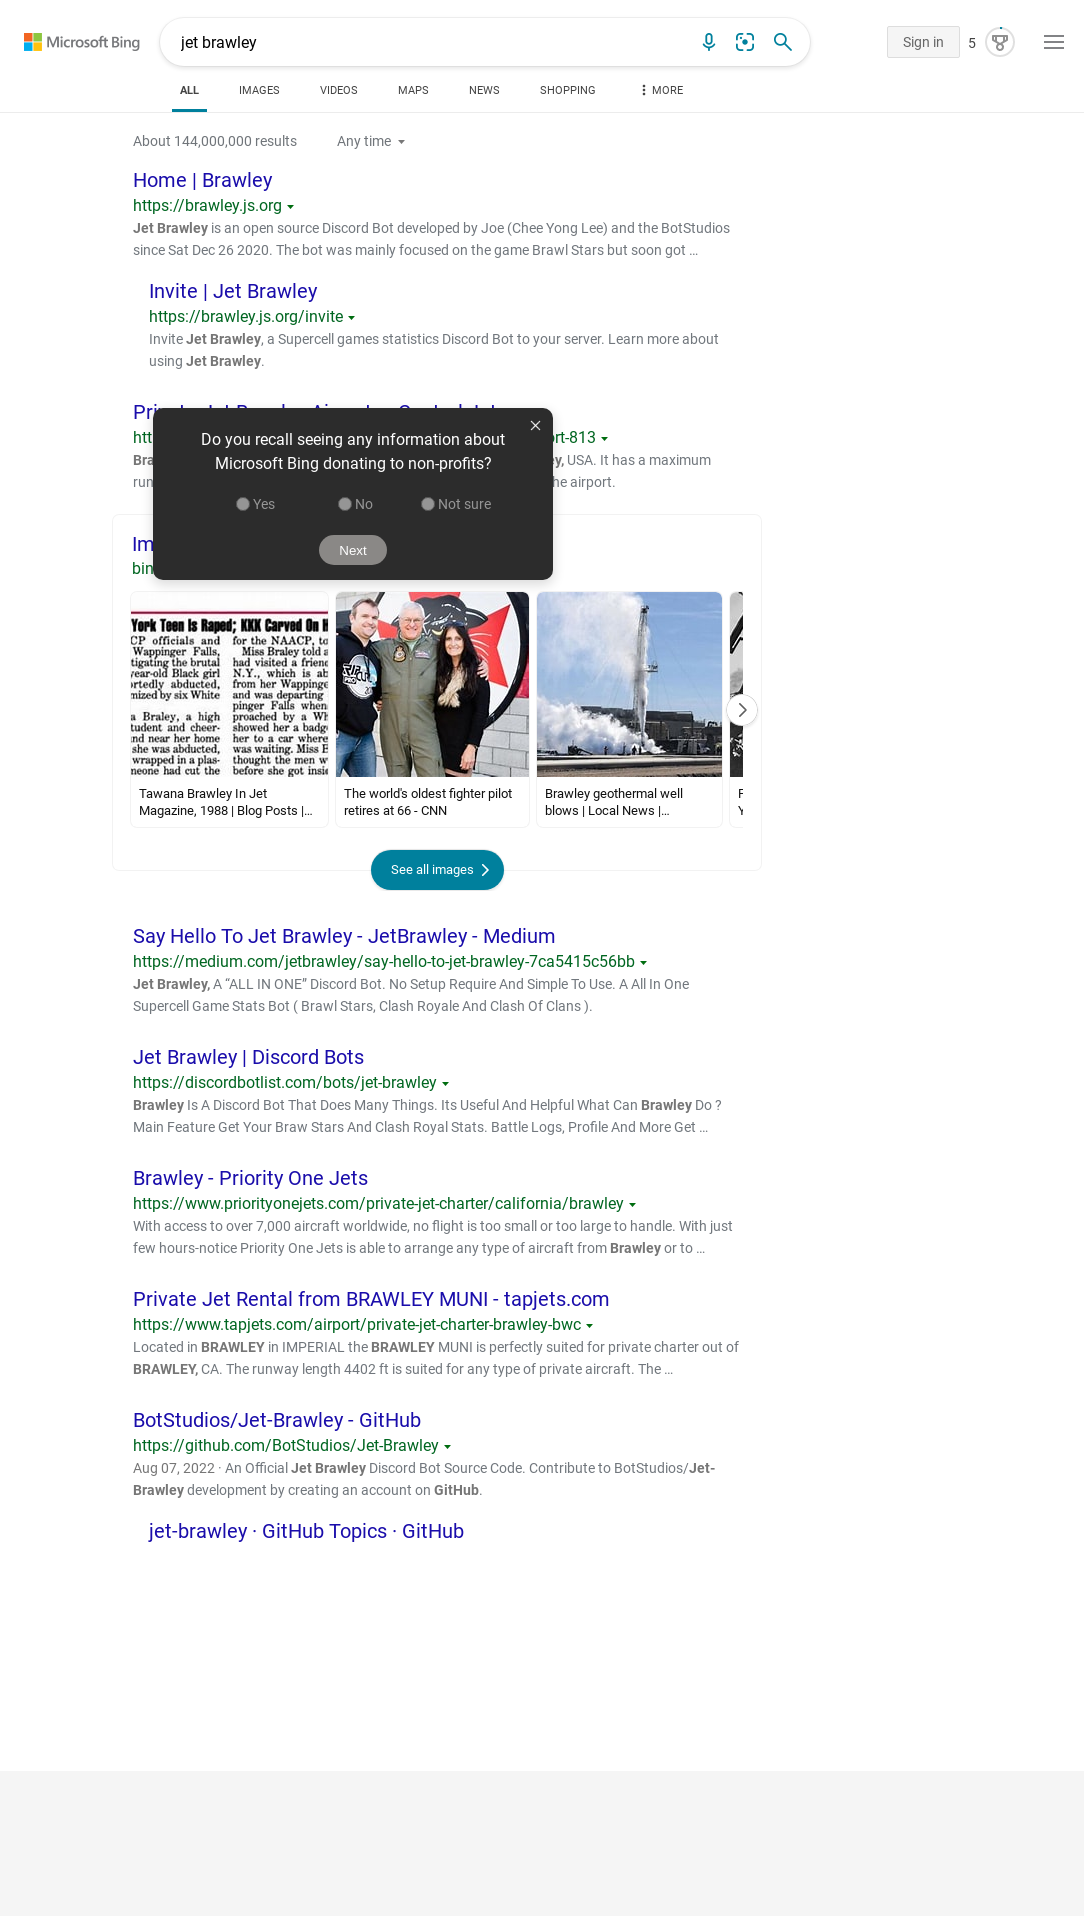 Microsoft Bing
jet brawley
Sign in
5
ALL
IMAGES
VIDEOS
MAPS
NEWS
SHOPPING
MORE
About 144,000,000 results
Any time
Home | Brawley
https://brawley.js.org
Jet Brawley is an open source Discord Bot developed by Joe (Chee Yong Lee) and the BotStudios
since Sat Dec 26 2020. The bot was mainly focused on the game Brawl Stars but soon got ...
Invite | Jet Brawley
https://brawley.js.org/invite
Invite Jet Brawley, a Supercell games statistics Discord Bot to your server. Learn more about
using Jet Brawley.
ort-813
USA. It has a maximum
he airport.
Do you recall seeing any information about
Microsoft Bing donating to non-profits?
Yes
No
Not sure
Next
Im
bin
York Teen Is Raped; KKK Carved On H
CP officials and
Wappinger Falls,
tigating the brutal
year-old Black girl
ortedly abducted,
mized by six White
a Braley, a high
tudent and cheer-
nd near her home
she was abducted,
wrapped in a plas-
neone had cut the
for the NAACP, to
Miss Braley told a
had visited a friend
N.Y., which is ab
from her Wappinger
and was departing
pinger Falls when
proached by a Wh
showed her a badge
her to a car where
was waiting. Miss B
thought the men w
before she got insi
RIP CURL
Tawana Brawley In Jet
Magazine, 1988 | Blog Posts |...
The world's oldest fighter pilot
retires at 66 - CNN
Brawley geothermal well
blows | Local News |...
F
Y
See all images
Say Hello To Jet Brawley - JetBrawley - Medium
https://medium.com/jetbrawley/say-hello-to-jet-brawley-7ca5415c56bb
Jet Brawley, A “ALL IN ONE” Discord Bot. No Setup Require And Simple To Use. A All In One
Supercell Game Stats Bot ( Brawl Stars, Clash Royale And Clash Of Clans ).
Jet Brawley | Discord Bots
https://discordbotlist.com/bots/jet-brawley
Brawley Is A Discord Bot That Does Many Things. Its Useful And Helpful What Can Brawley Do ?
Main Feature Get Your Braw Stars And Clash Royal Stats. Battle Logs, Profile And More Get ...
Brawley - Priority One Jets
https://www.priorityonejets.com/private-jet-charter/california/brawley
With access to over 7,000 aircraft worldwide, no flight is too small or too large to handle. With just
few hours-notice Priority One Jets is able to arrange any type of aircraft from Brawley or to ...
Private Jet Rental from BRAWLEY MUNI - tapjets.com
https://www.tapjets.com/airport/private-jet-charter-brawley-bwc
Located in BRAWLEY in IMPERIAL the BRAWLEY MUNI is perfectly suited for private charter out of
BRAWLEY, CA. The runway length 4402 ft is suited for any type of private aircraft. The ...
BotStudios/Jet-Brawley - GitHub
https://github.com/BotStudios/Jet-Brawley
Aug 07, 2022 · An Official Jet Brawley Discord Bot Source Code. Contribute to BotStudios/Jet-
Brawley development by creating an account on GitHub.
jet-brawley · GitHub Topics · GitHub